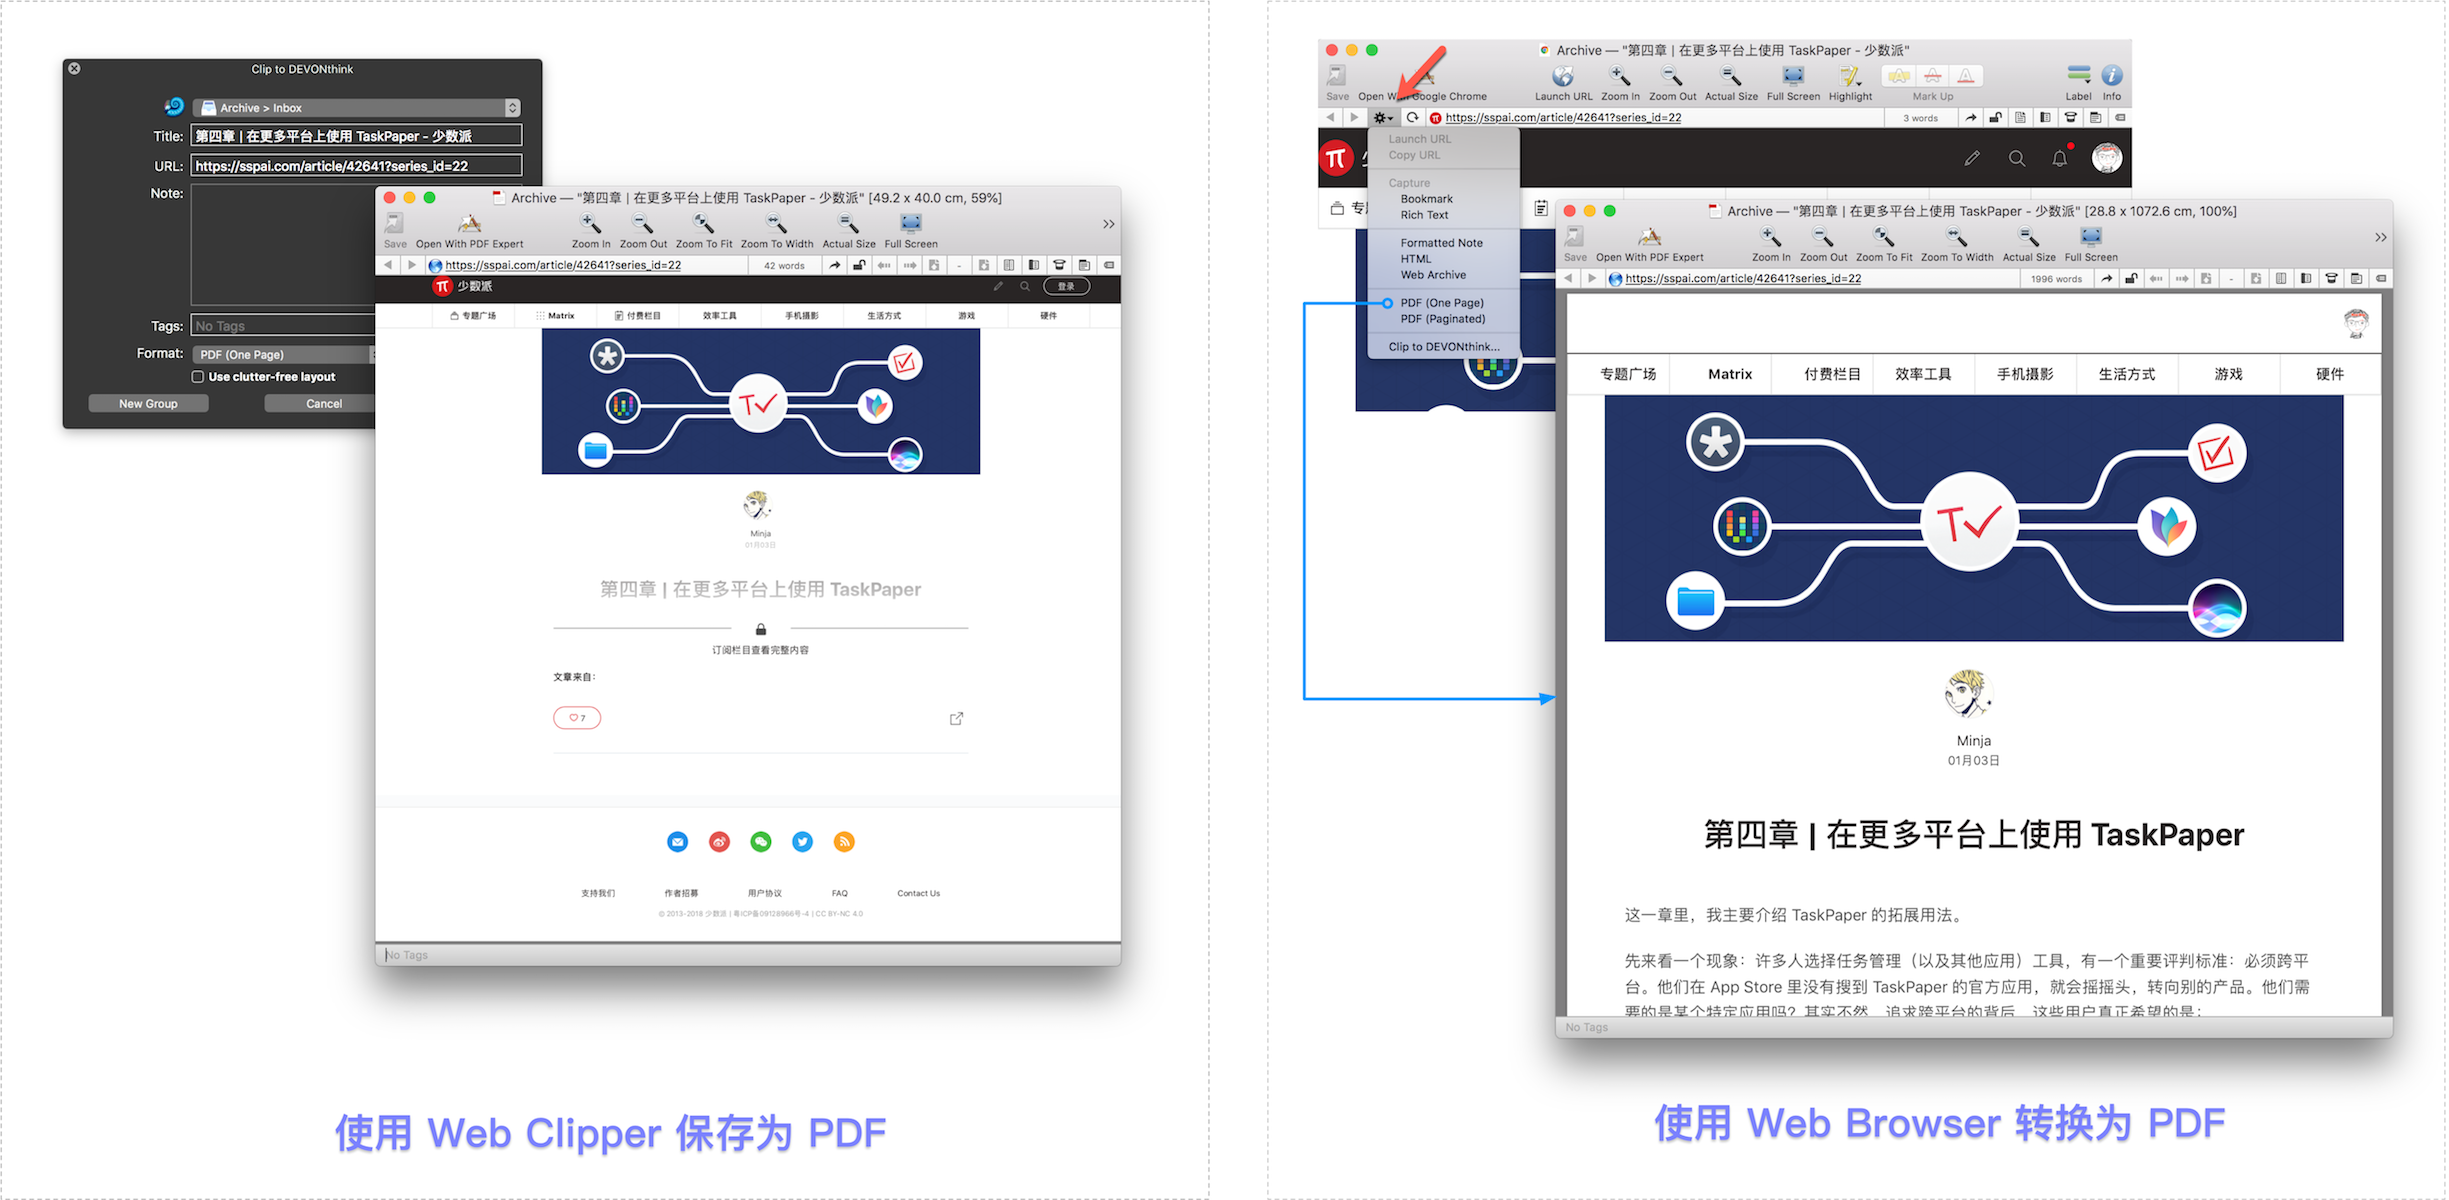 Clip to DEVONthink
Archive > Inbox
Title: 第四章 | 在更多平台上使用 TaskPaper - 少数派
URL: https://sspai.com/article/42641?series_id=22
Note:
Tags: No Tags
Format: PDF (One Page)
Use clutter-free layout
New Group Cancel
Archive — "第四章 | 在更多平台上使用 TaskPaper - 少数派" [49.2 x 40.0 cm, 59%]
Save Open With PDF Expert Zoom In Zoom Out Zoom To Fit Zoom To Width Actual Size Full Screen
https://sspai.com/article/42641?series_id=22 42 words
少数派 登录
专题广场 Matrix 付费栏目 效率工具 手机摄影 生活方式 游戏 硬件
Minja
01月03日
第四章 | 在更多平台上使用 TaskPaper
订阅栏目查看完整内容
文章来自：
7
支持我们 作者招募 用户协议 FAQ Contact Us
© 2013-2018 少数派 | 粤ICP备09128966号-4 | CC BY-NC 4.0
No Tags
使用 Web Clipper 保存为 PDF
Archive — "第四章 | 在更多平台上使用 TaskPaper - 少数派"
Save Open With Google Chrome Launch URL Zoom In Zoom Out Actual Size Full Screen Highlight Mark Up Label Info
https://sspai.com/article/42641?series_id=22 3 words
Launch URL
Copy URL
Capture
Bookmark
Rich Text
Formatted Note
HTML
Web Archive
PDF (One Page)
PDF (Paginated)
Clip to DEVONthink...
Archive — "第四章 | 在更多平台上使用 TaskPaper - 少数派" [28.8 x 1072.6 cm, 100%]
Save Open With PDF Expert Zoom In Zoom Out Zoom To Fit Zoom To Width Actual Size Full Screen
https://sspai.com/article/42641?series_id=22 1996 words
专题广场 Matrix 付费栏目 效率工具 手机摄影 生活方式 游戏 硬件
Minja
01月03日
第四章 | 在更多平台上使用 TaskPaper
这一章里，我主要介绍 TaskPaper 的拓展用法。
先来看一个现象：许多人选择任务管理（以及其他应用）工具，有一个重要评判标准：必须跨平
台。他们在 App Store 里没有搜到 TaskPaper 的官方应用，就会摇摇头，转向别的产品。他们需
要的是某个特定应用吗？其实不然，追求跨平台的背后，这些用户真正希望的是：
No Tags
使用 Web Browser 转换为 PDF